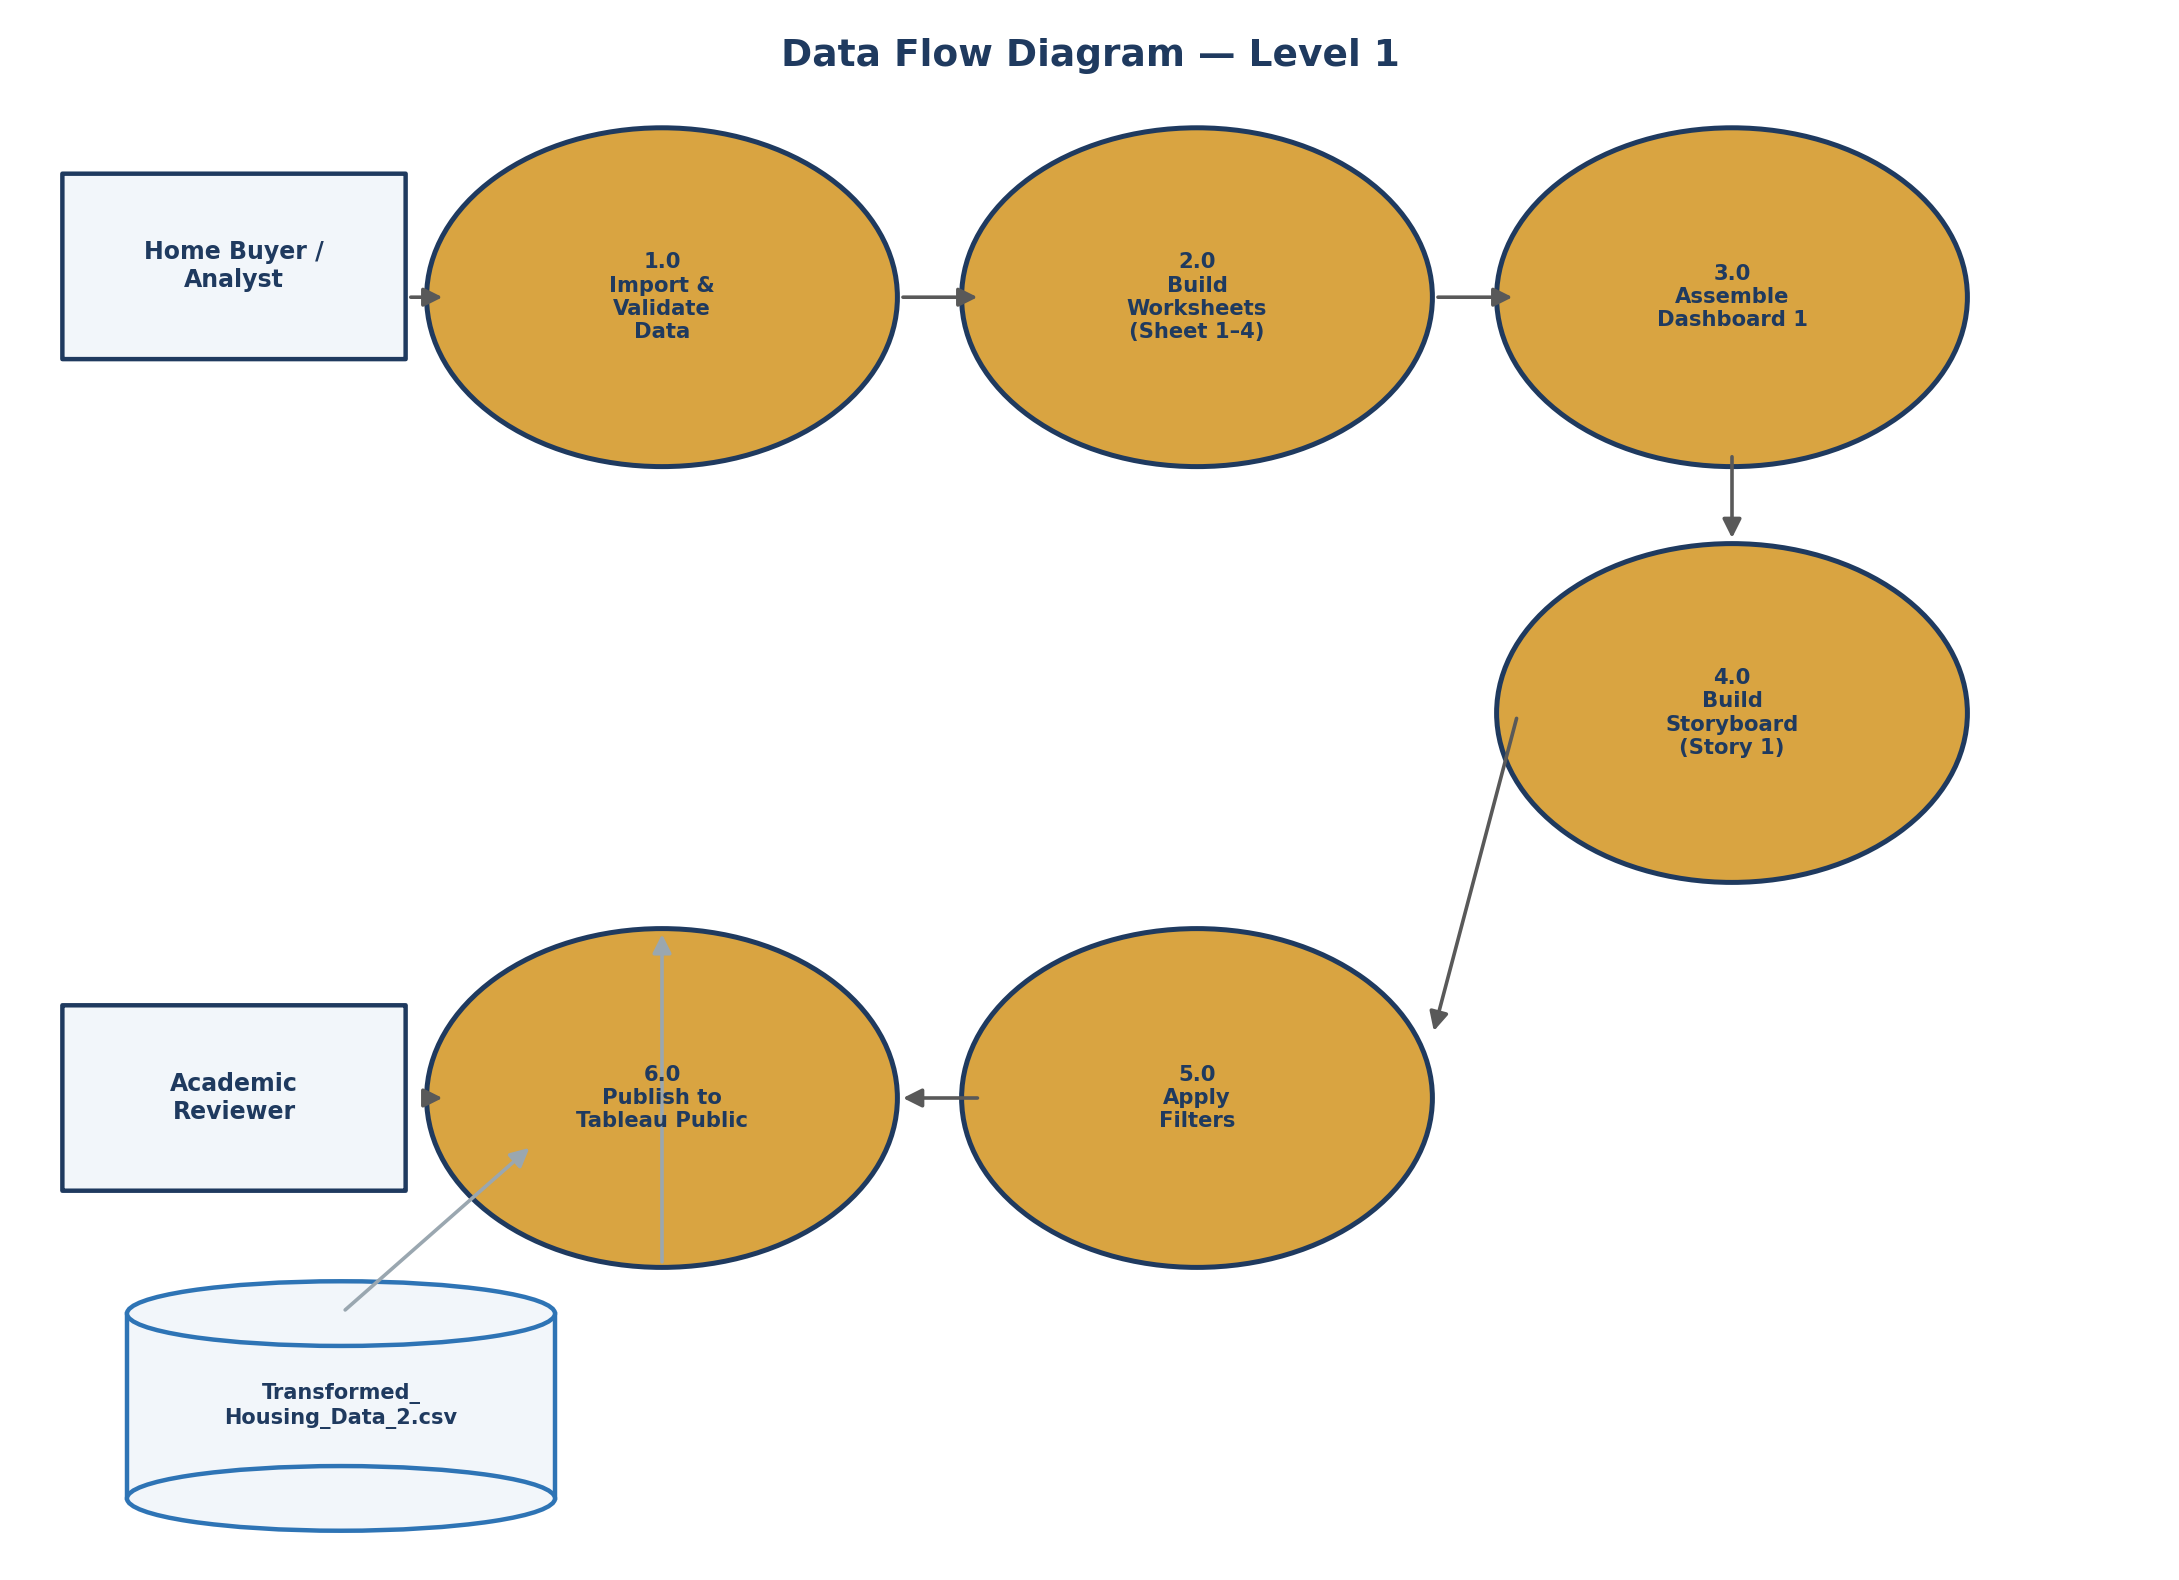 Data Flow Diagram — Level 1
Home Buyer /
Analyst
1.0
Import &
Validate
Data
2.0
Build
Worksheets
(Sheet 1–4)
3.0
Assemble
Dashboard 1
4.0
Build
Storyboard
(Story 1)
Academic
Reviewer
6.0
Publish to
Tableau Public
5.0
Apply
Filters
Transformed_
Housing_Data_2.csv